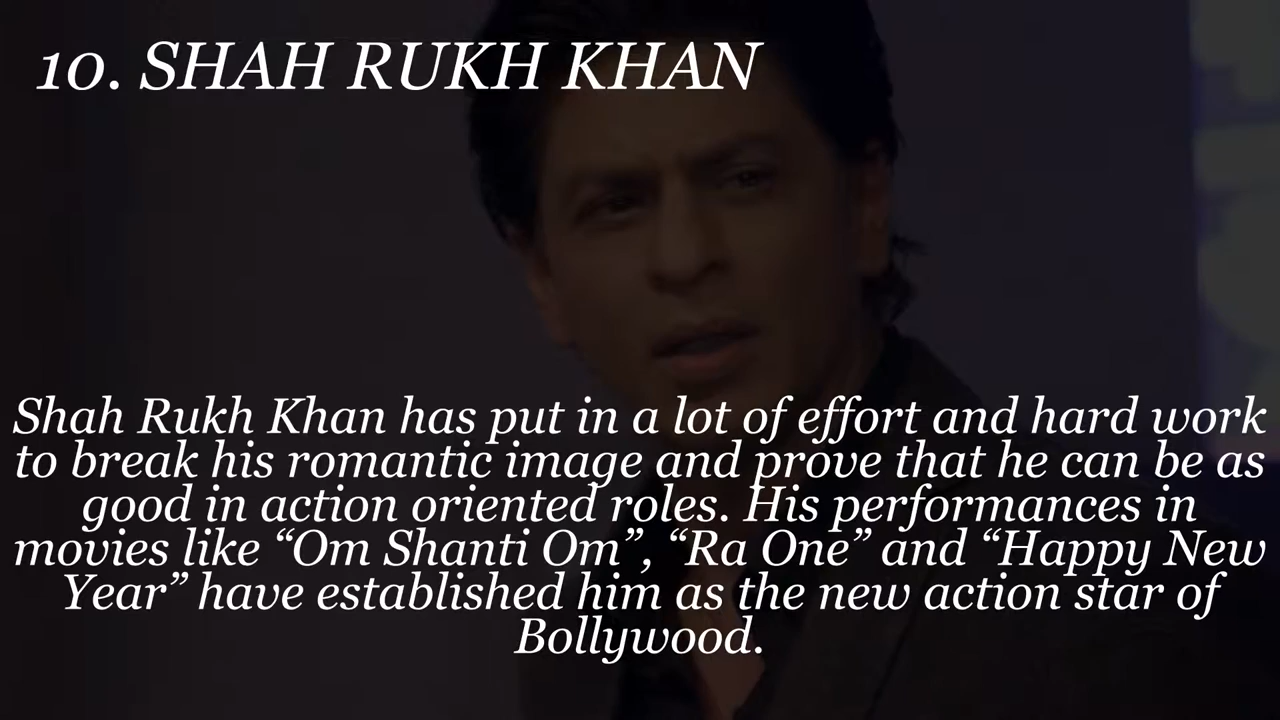 10. SHAH RUKH KHAN
Shah Rukh Khan has put in a lot of effort and hard work
to break his romantic image and prove that he can be as
good in action oriented roles. His performances in
movies like “Om Shanti Om”, “Ra One” and “Happy New
Year” have established him as the new action star of
Bollywood.